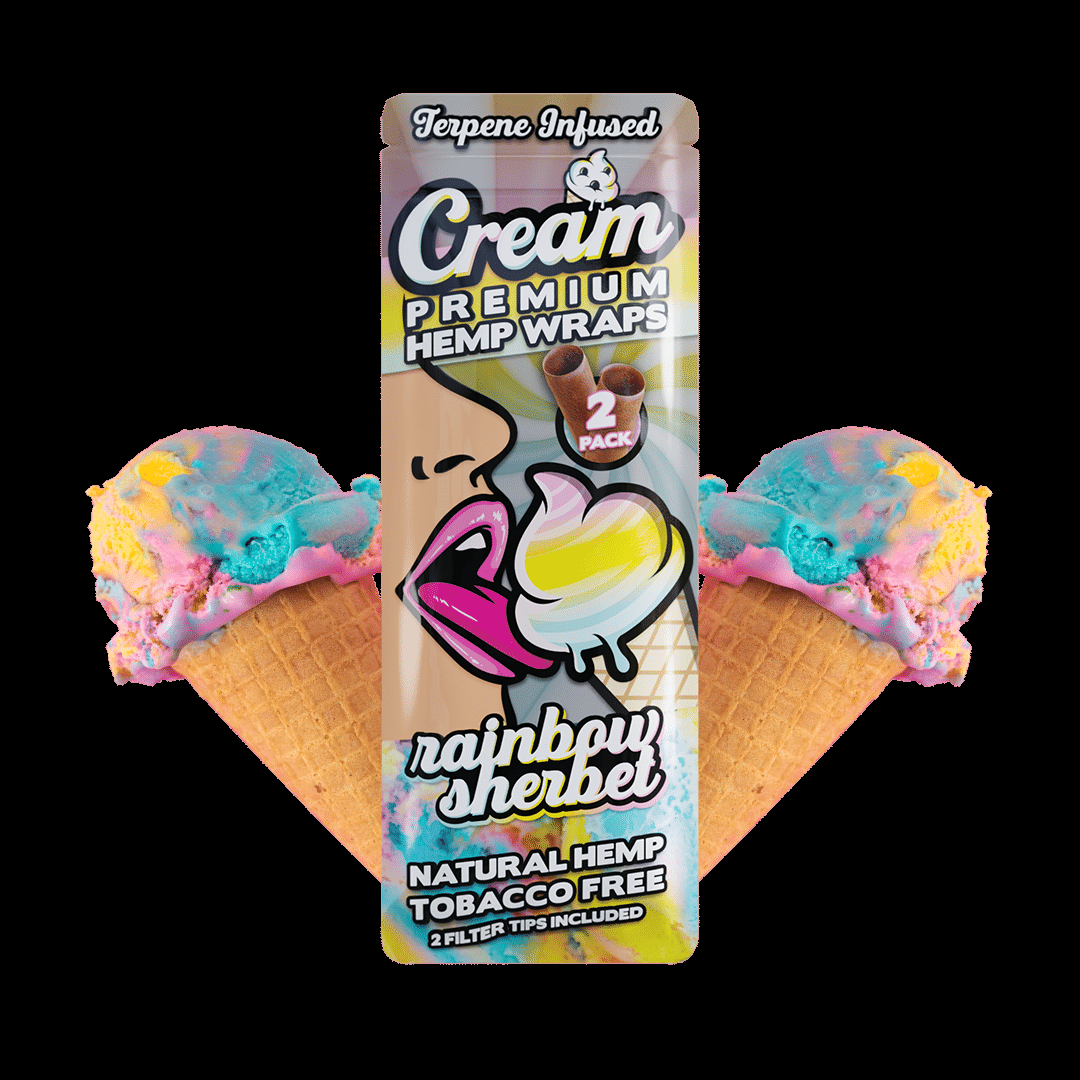 Terpene Infused
Cream
PREMIUM
HEMP WRAPS
2
PACK
rainbow
sherbet
NATURAL HEMP
TOBACCO FREE
2 FILTER TIPS INCLUDED